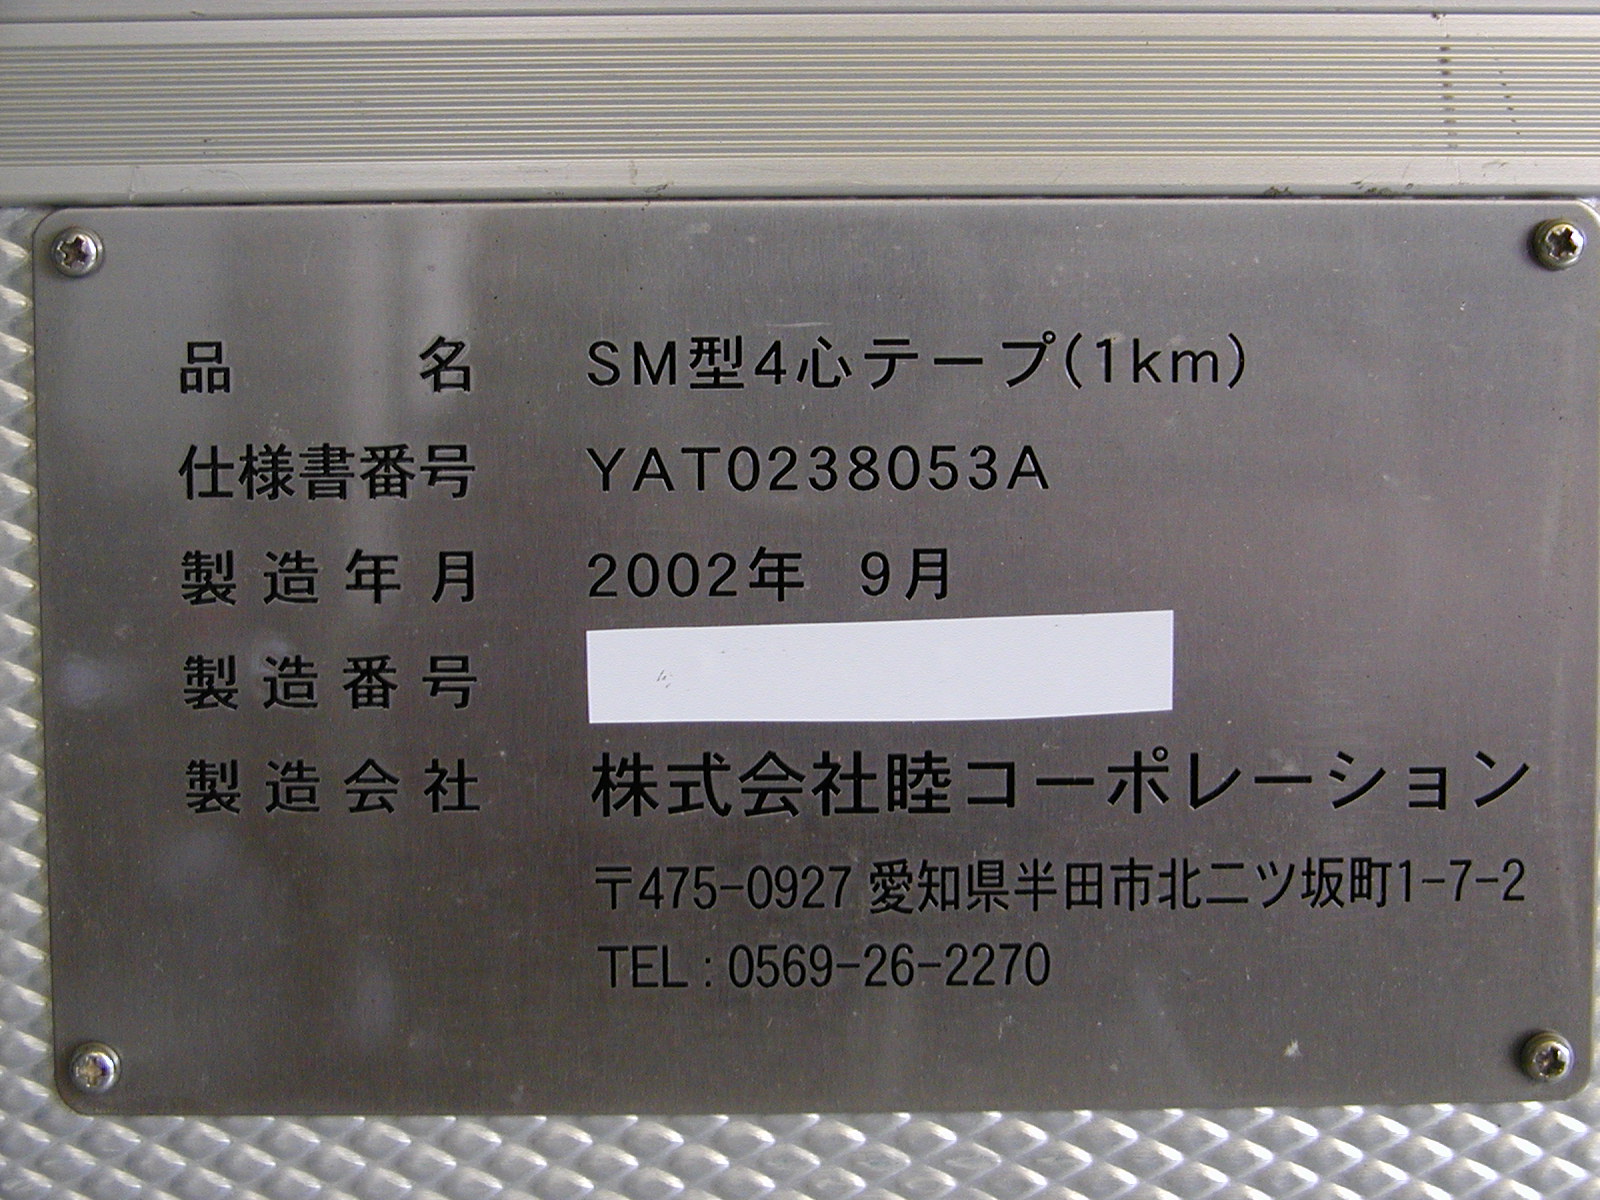 品名 SM型4心テープ(1km)
仕様書番号 YAT0238053A
製造年月 2002年 9月
製造番号
製造会社 株式会社睦コーポレーション
〒475-0927 愛知県半田市北二ツ坂町1-7-2
TEL:0569-26-2270